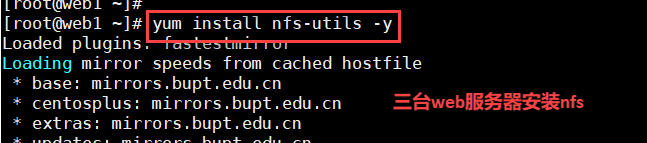 [root@web1 ~]#
[root@web1 ~]# yum install nfs-utils -y
Loaded plugins: fastestmirror
Loading mirror speeds from cached hostfile
* base: mirrors.bupt.edu.cn
* centosplus: mirrors.bupt.edu.cn 三台web服务器安装nfs
* extras: mirrors.bupt.edu.cn
* updates: mirrors.bupt.edu.cn